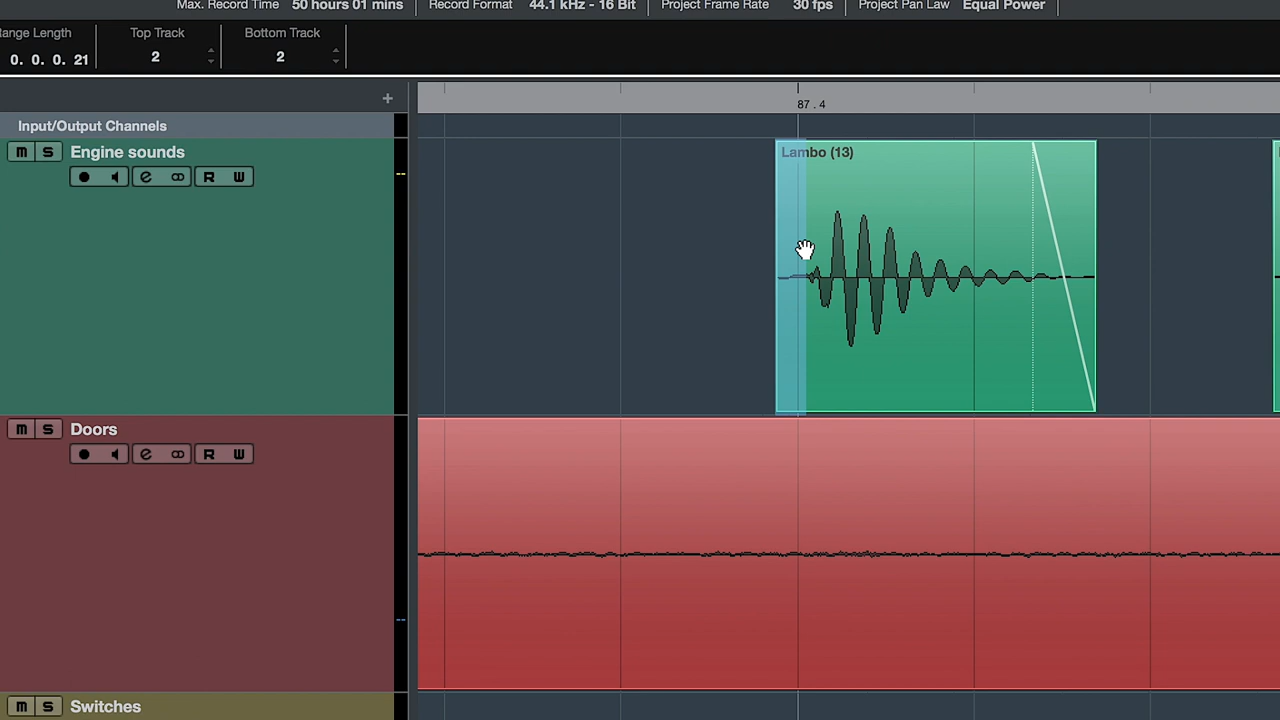 Max. Record Time 50 hours 01 mins Record Format 44.1 kHz - 16 Bit Project Frame Rate 30 fps Project Pan Law Equal Power
ange Length Top Track Bottom Track
0. 0. 0. 21 2 2
87.4
Input/Output Channels
m S Engine sounds
e R W
Lambo (13)
m S Doors
e R W
m S Switches